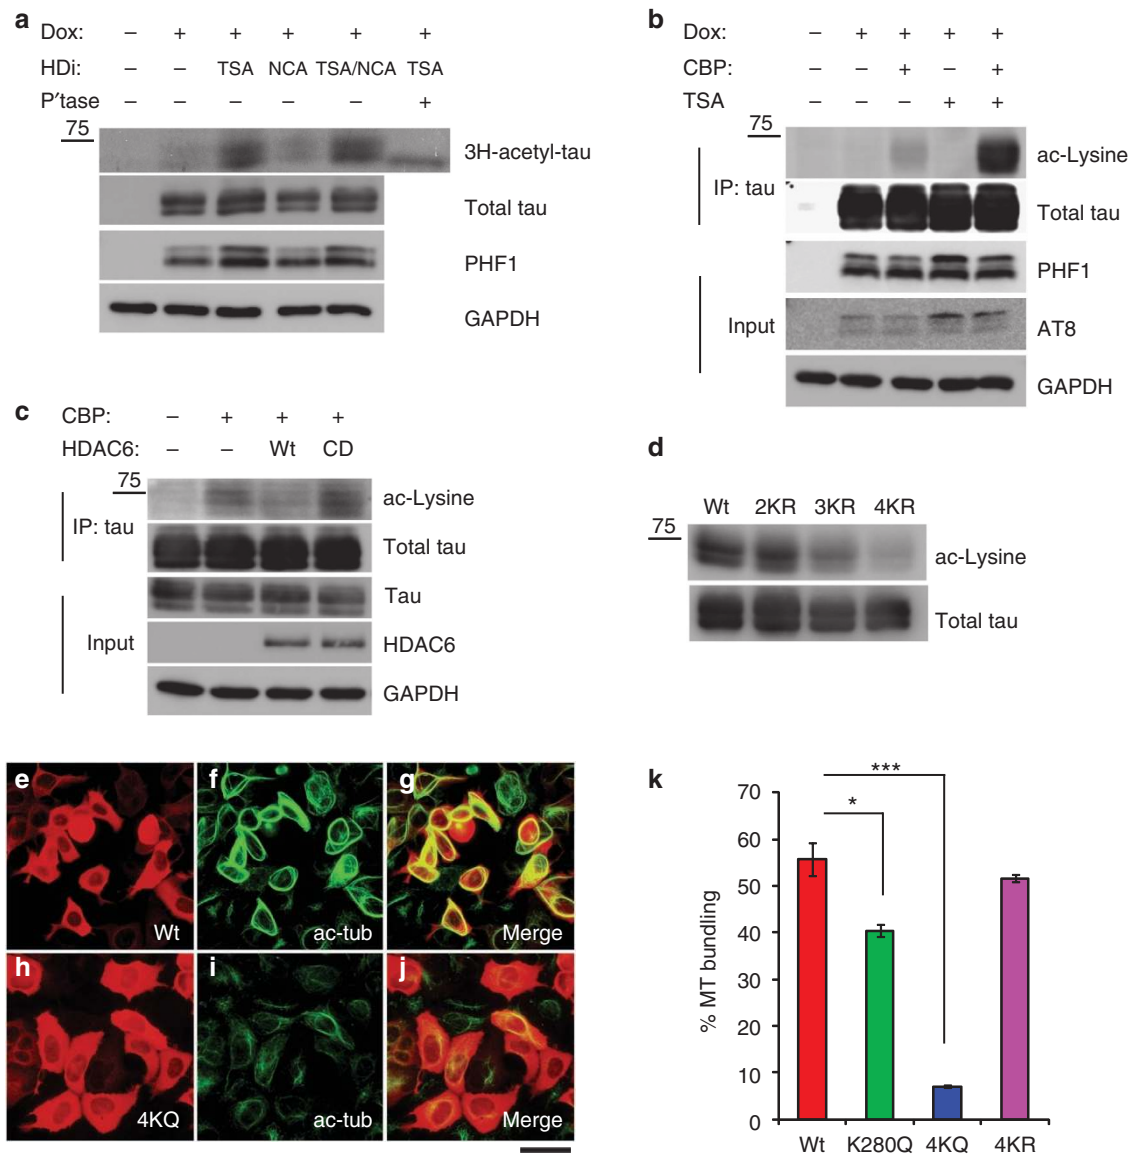 a
Dox: – + + + + +
HDi: – – TSA NCA TSA/NCA TSA
P′tase – – – – – +
75
3H-acetyl-tau
Total tau
PHF1
GAPDH
b
Dox: – + + + +
CBP: – – + – +
TSA – – – + +
75
IP: tau
ac-Lysine
Total tau
Input
PHF1
AT8
GAPDH
c
CBP: – + + +
HDAC6: – – Wt CD
75
IP: tau
ac-Lysine
Total tau
Input
Tau
HDAC6
GAPDH
d
Wt 2KR 3KR 4KR
75
ac-Lysine
Total tau
e
Wt
f
ac-tub
g
Merge
h
4KQ
i
ac-tub
j
Merge
k
% MT bundling
70
60
50
40
30
20
10
0
***
*
Wt K280Q 4KQ 4KR